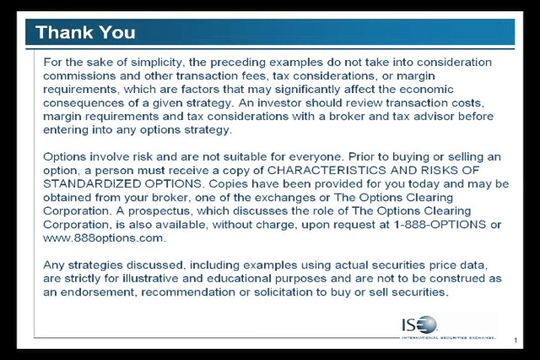 Thank You
For the sake of simplicity, the preceding examples do not take into consideration
commissions and other transaction fees, tax considerations, or margin
requirements, which are factors that may significantly affect the economic
consequences of a given strategy. An investor should review transaction costs,
margin requirements and tax considerations with a broker and tax advisor before
entering into any options strategy.
Options involve risk and are not suitable for everyone. Prior to buying or selling an
option, a person must receive a copy of CHARACTERISTICS AND RISKS OF
STANDARDIZED OPTIONS. Copies have been provided for you today and may be
obtained from your broker, one of the exchanges or The Options Clearing
Corporation. A prospectus, which discusses the role of The Options Clearing
Corporation, is also available, without charge, upon request at 1-888-OPTIONS or
www.888options.com.
Any strategies discussed, including examples using actual securities price data,
are strictly for illustrative and educational purposes and are not to be construed as
an endorsement, recommendation or solicitation to buy or sell securities.
ISE
INTERNATIONAL SECURITIES EXCHANGE.
1